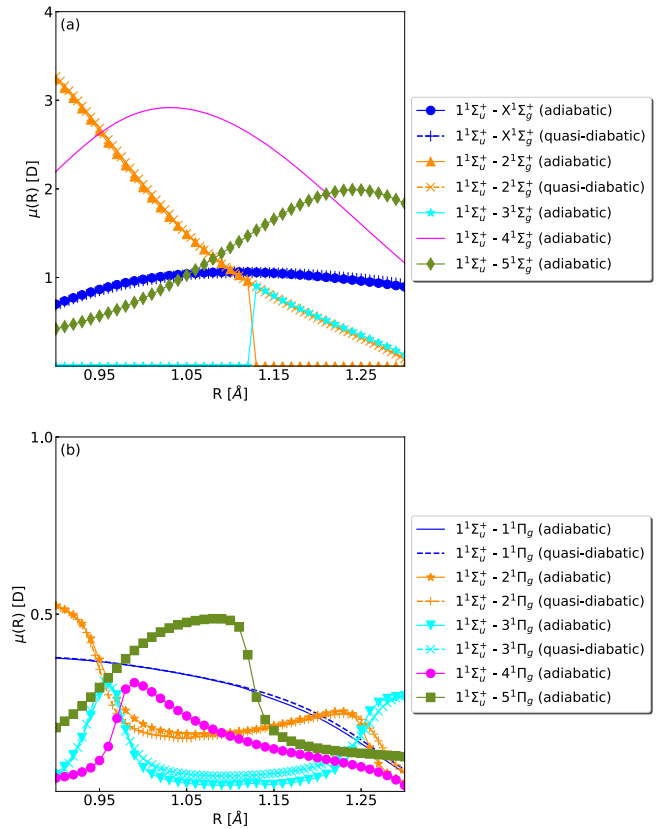 (a)
4
3
2
1
μ(R) [D]
0.95
1.05
1.15
1.25
R [Å]
1¹Σᵤ⁺ - X¹Σg⁺ (adiabatic)
1¹Σᵤ⁺ - X¹Σg⁺ (quasi-diabatic)
1¹Σᵤ⁺ - 2¹Σg⁺ (adiabatic)
1¹Σᵤ⁺ - 2¹Σg⁺ (quasi-diabatic)
1¹Σᵤ⁺ - 3¹Σg⁺ (adiabatic)
1¹Σᵤ⁺ - 4¹Σg⁺ (adiabatic)
1¹Σᵤ⁺ - 5¹Σg⁺ (adiabatic)
(b)
1.0
0.5
μ(R) [D]
0.95
1.05
1.15
1.25
R [Å]
1¹Σᵤ⁺ - 1¹Πg (adiabatic)
1¹Σᵤ⁺ - 1¹Πg (quasi-diabatic)
1¹Σᵤ⁺ - 2¹Πg (adiabatic)
1¹Σᵤ⁺ - 2¹Πg (quasi-diabatic)
1¹Σᵤ⁺ - 3¹Πg (adiabatic)
1¹Σᵤ⁺ - 3¹Πg (quasi-diabatic)
1¹Σᵤ⁺ - 4¹Πg (adiabatic)
1¹Σᵤ⁺ - 5¹Πg (adiabatic)